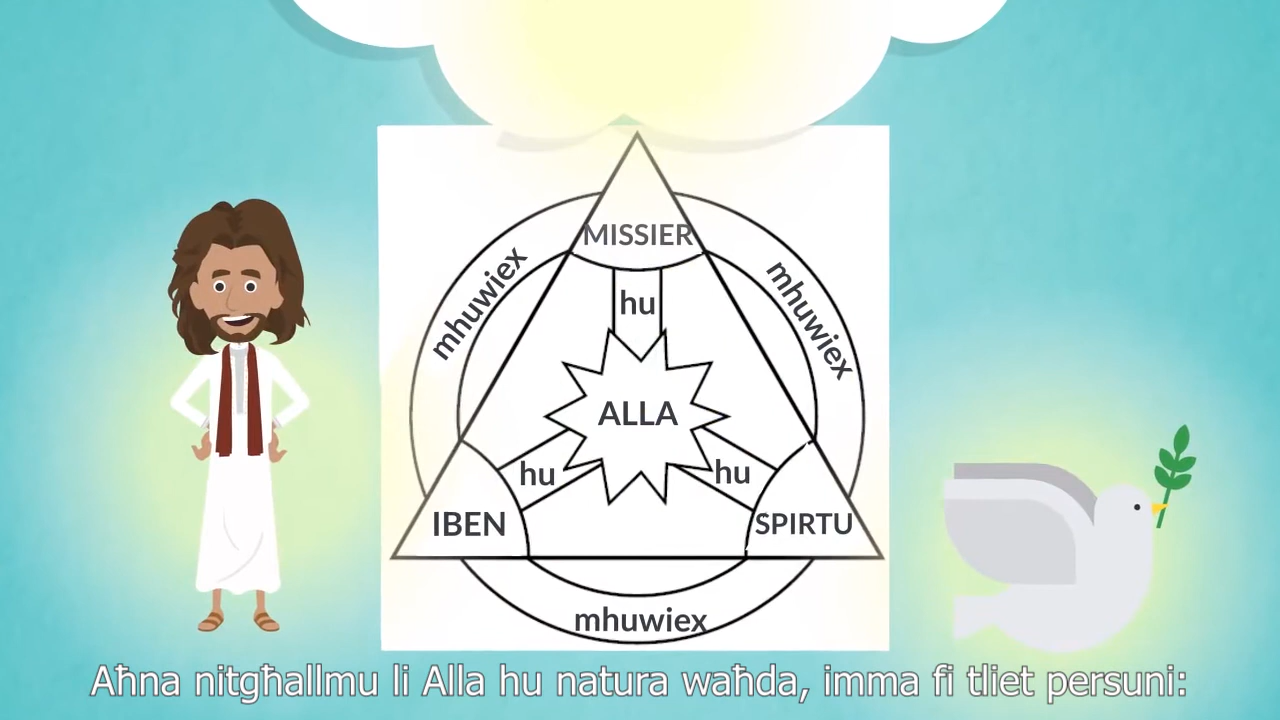 MISSIER
mhuwiex
mhuwiex
hu
ALLA
hu
hu
IBEN
SPIRTU
mhuwiex
Aħna nitgħallmu li Alla hu natura waħda, imma fi tliet persuni: